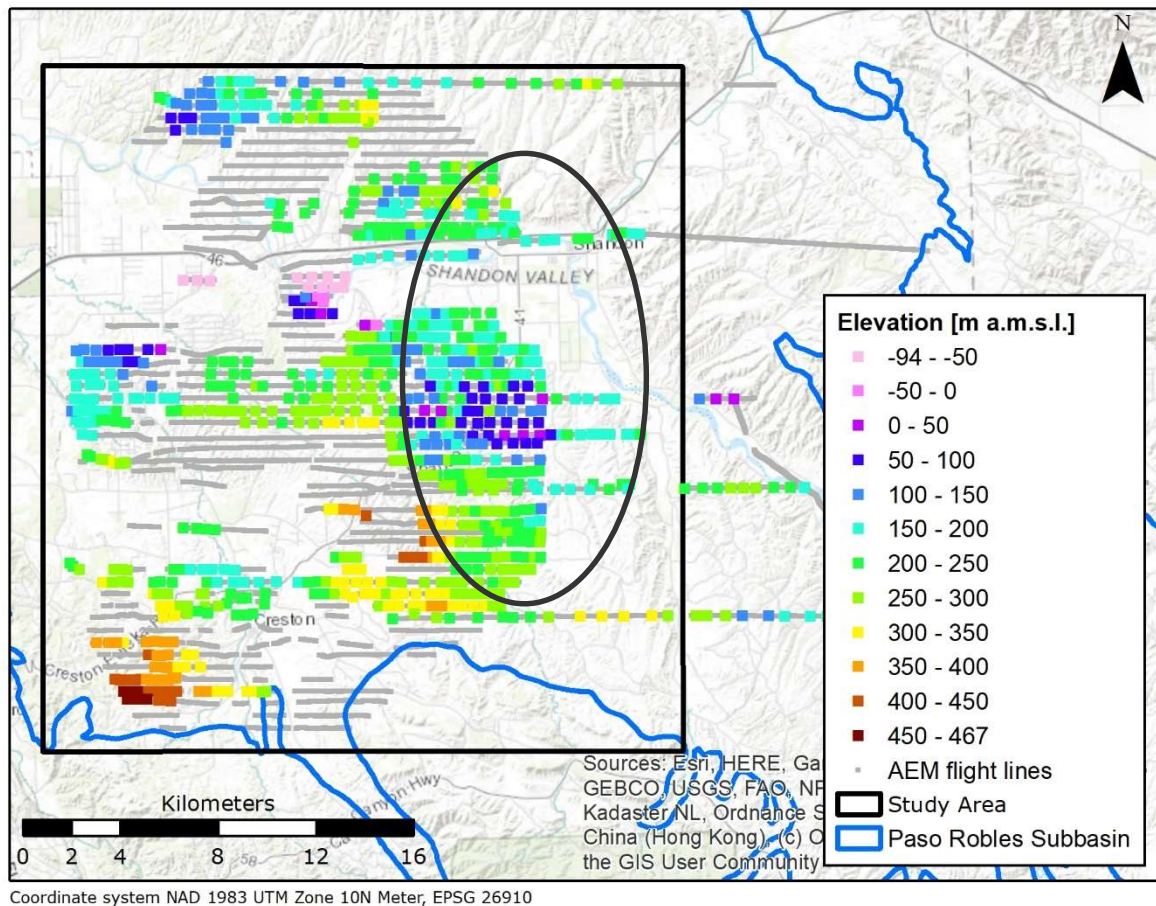 N
46
Shandon
SHANDON VALLEY
41
Creston
Sources: Esri, HERE, Ga
GEBCO, USGS, FAO, NP
Kadaster NL, Ordnance S
China (Hong Kong), (c) O
the GIS User Community
58
Kilometers
0 2 4 8 12 16
Elevation [m a.m.s.l.]
-94 - -50
-50 - 0
0 - 50
50 - 100
100 - 150
150 - 200
200 - 250
250 - 300
300 - 350
350 - 400
400 - 450
450 - 467
AEM flight lines
Study Area
Paso Robles Subbasin
Coordinate system NAD 1983 UTM Zone 10N Meter, EPSG 26910